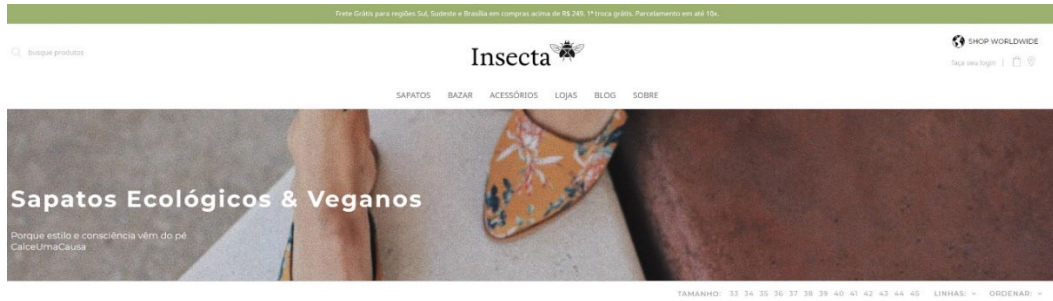 Frete Grátis para regiões Sul, Sudeste e Brasília em compras acima de R$ 249. 1ª troca grátis. Parcelamento em até 10x.
busque produtos
Insecta
SHOP WORLDWIDE
faça seu login |
SAPATOS BAZAR ACESSÓRIOS LOJAS BLOG SOBRE
Sapatos Ecológicos & Veganos
Porque estilo e consciência vêm do pé
CalceUmaCausa
TAMANHO: 33 34 35 36 37 38 39 40 41 42 43 44 45 LINHAS: ORDENAR: